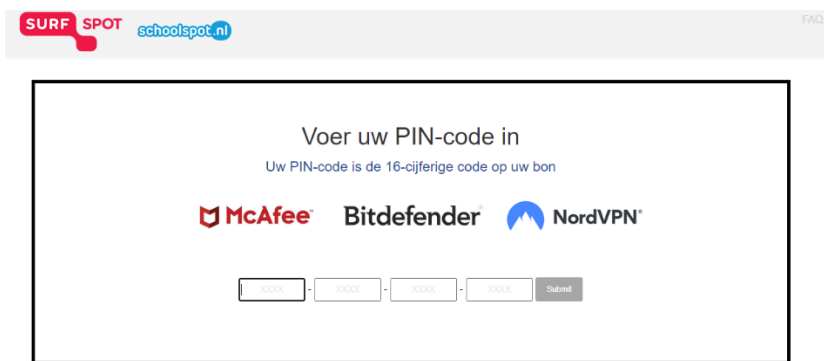 SURF SPOT schoolspot.nl FAQ
Voer uw PIN-code in
Uw PIN-code is de 16-cijferige code op uw bon
McAfee™ Bitdefender® NordVPN®
XXXX - XXXX - XXXX - XXXX Submit